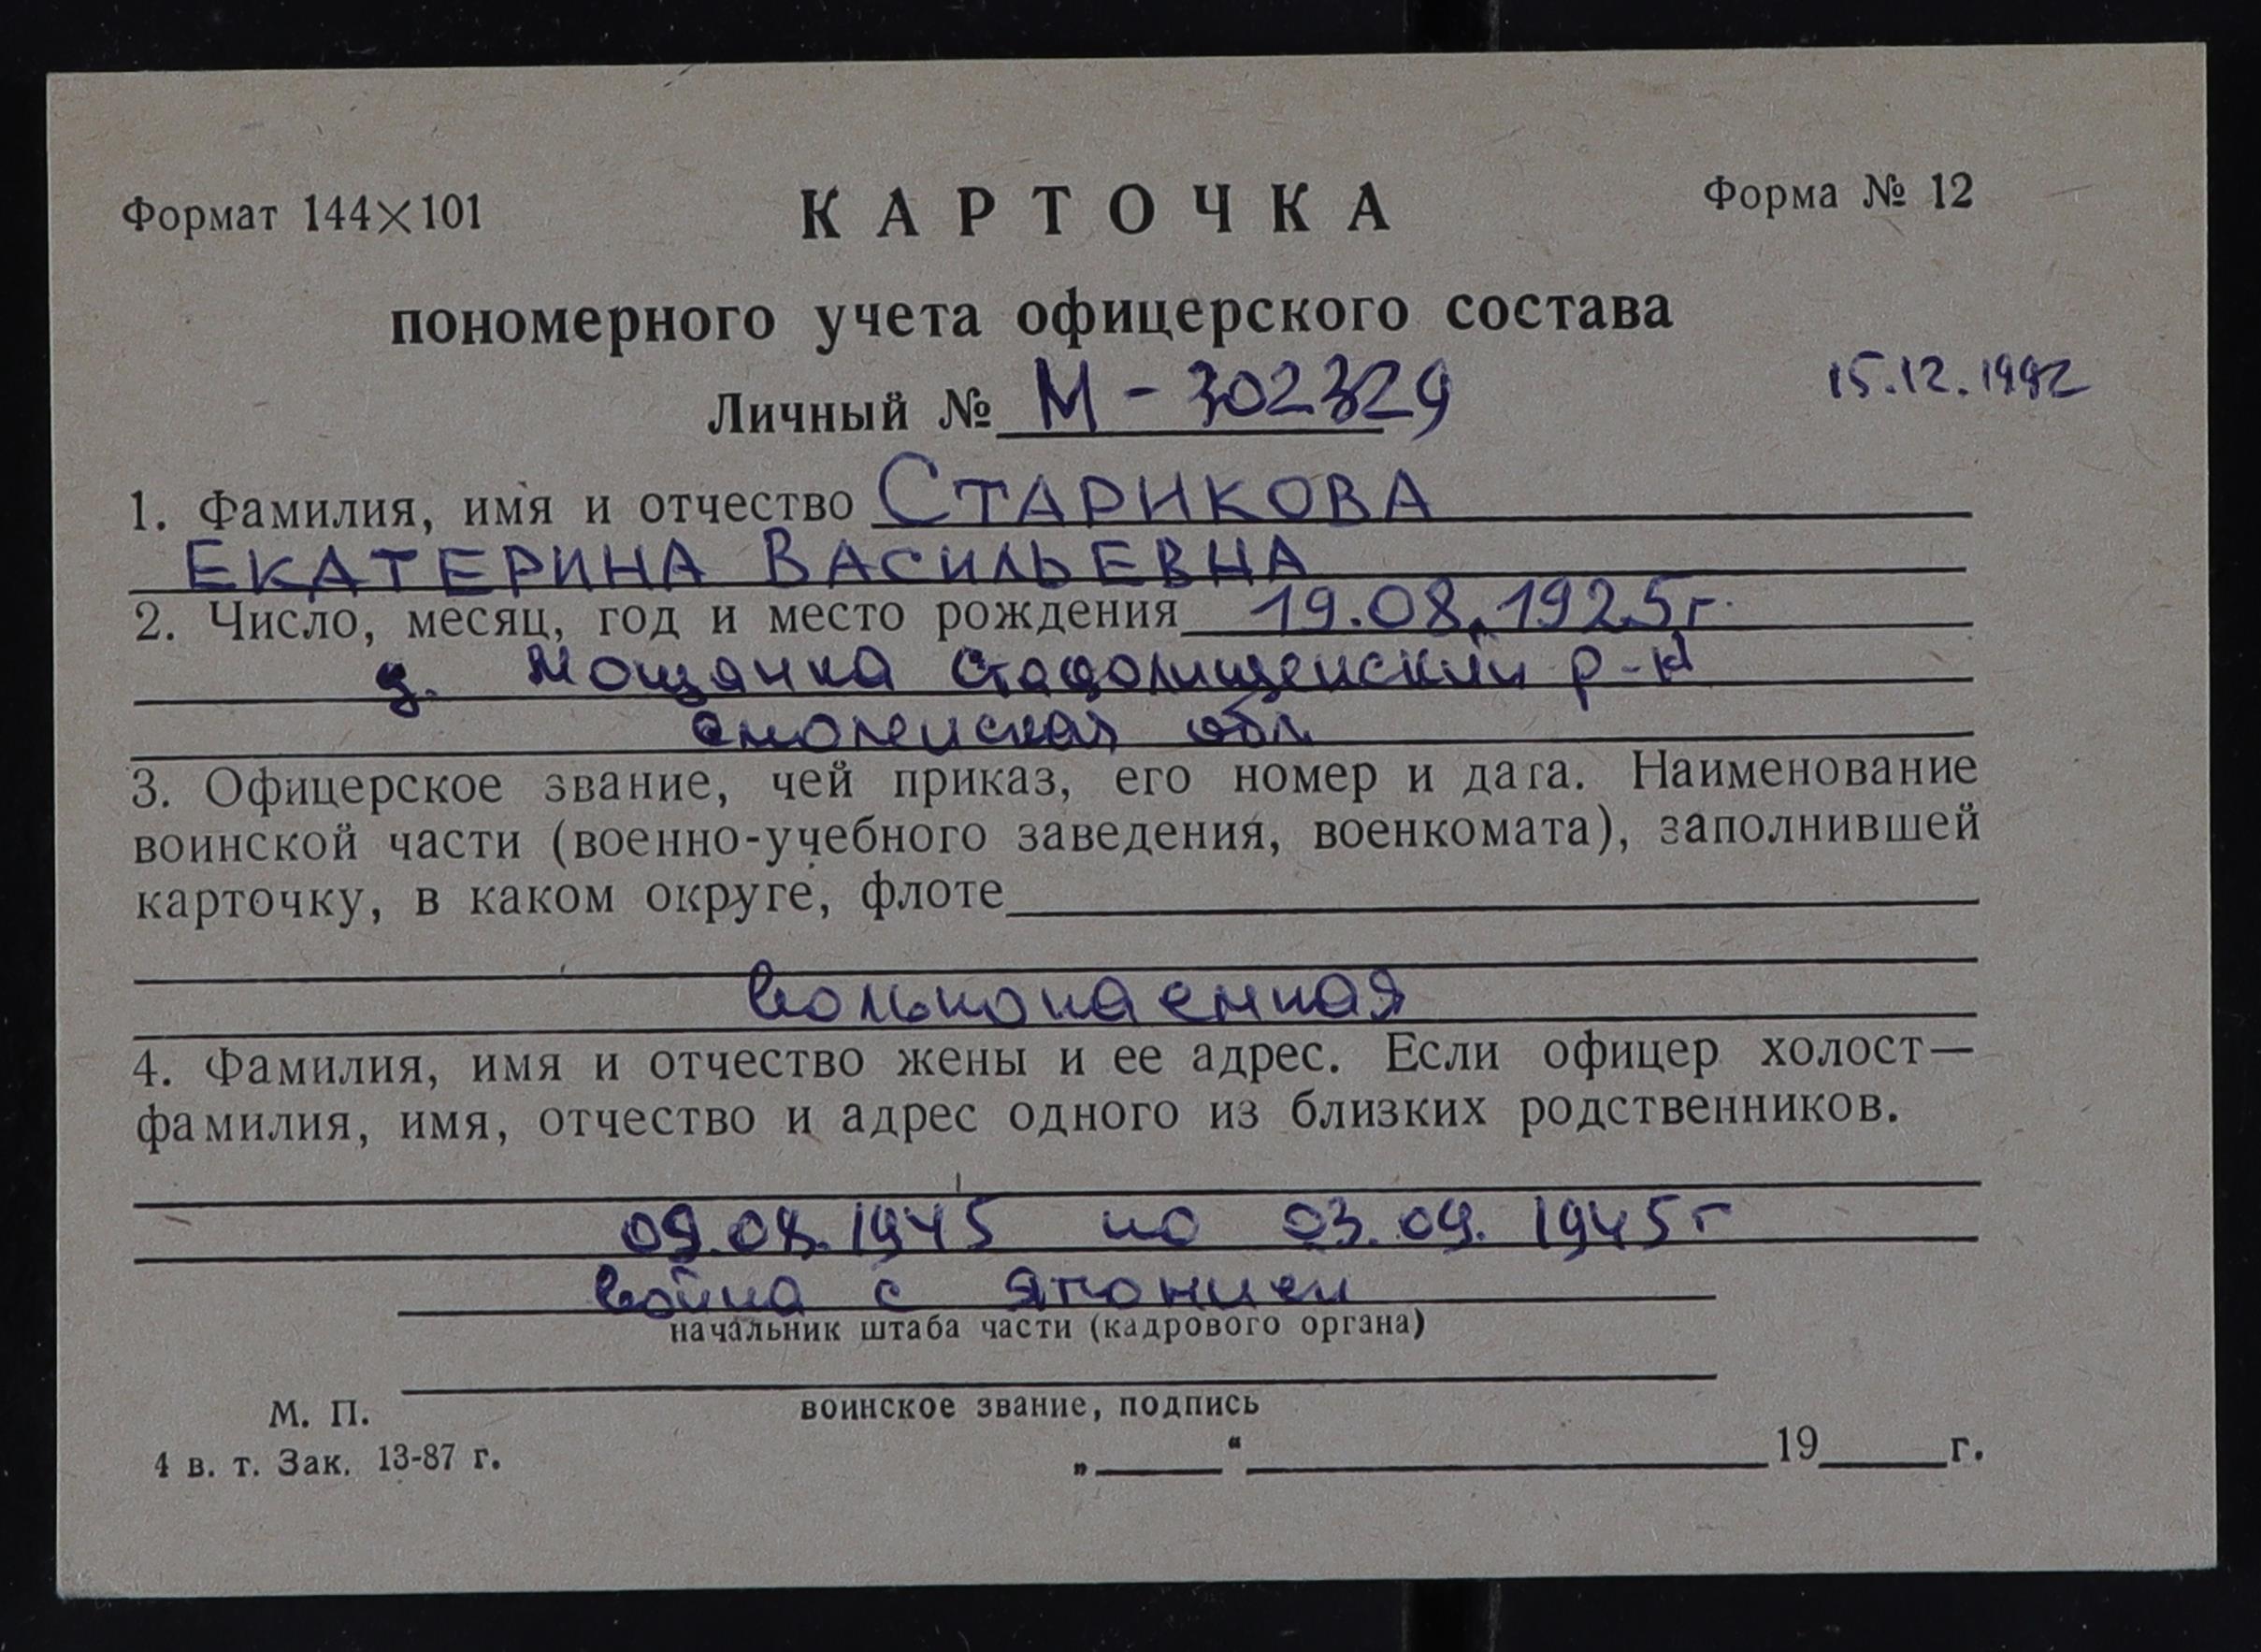 Формат 144×101
КАРТОЧКА
Форма № 12
пономерного учета офицерского состава
15.12.1992
Личный № М-302329
1. Фамилия, имя и отчество СТАРИКОВА
ЕКАТЕРИНА ВАСИЛЬЕВНА
2. Число, месяц, год и место рождения 19.08.1925г.
д. Мощанка Стодолищенский р-н
Смоленская обл
3. Офицерское звание, чей приказ, его номер и дата. Наименование
воинской части (военно-учебного заведения, военкомата), заполнившей
карточку, в каком округе, флоте
Вольнонаемная
4. Фамилия, имя и отчество жены и ее адрес. Если офицер холост—
фамилия, имя, отчество и адрес одного из близких родственников.
09.08.1945 по 03.09.1945г
Война с Японией
начальник штаба части (кадрового органа)
М. П.
воинское звание, подпись
4 в. т. Зак. 13-87 г.
„ “ 19 г.